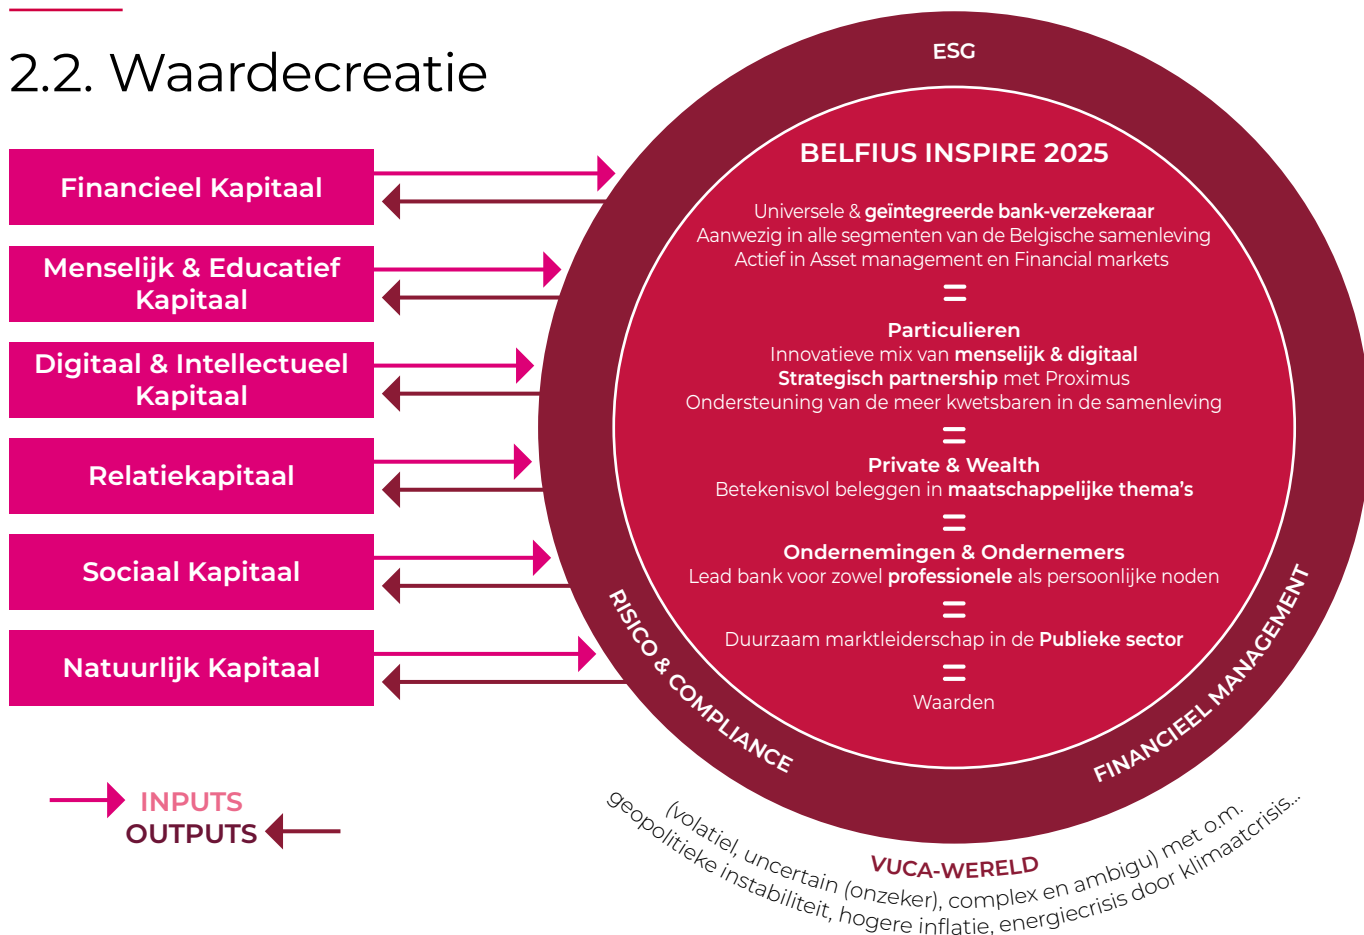 2.2. Waardecreatie
Financieel Kapitaal
Menselijk & Educatief
Kapitaal
Digitaal & Intellectueel
Kapitaal
Relatiekapitaal
Sociaal Kapitaal
Natuurlijk Kapitaal
INPUTS
OUTPUTS
ESG
BELFIUS INSPIRE 2025
Universele & geïntegreerde bank-verzekeraar
Aanwezig in alle segmenten van de Belgische samenleving
Actief in Asset management en Financial markets
=
Particulieren
Innovatieve mix van menselijk & digitaal
Strategisch partnership met Proximus
Ondersteuning van de meer kwetsbaren in de samenleving
=
Private & Wealth
Betekenisvol beleggen in maatschappelijke thema's
=
Ondernemingen & Ondernemers
Lead bank voor zowel professionele als persoonlijke noden
=
Duurzaam marktleiderschap in de Publieke sector
=
Waarden
RISICO & COMPLIANCE
FINANCIEEL MANAGEMENT
VUCA-WERELD
(volatiel, uncertain (onzeker), complex en ambigu) met o.m.
geopolitieke instabiliteit, hogere inflatie, energiecrisis door klimaatcrisis...